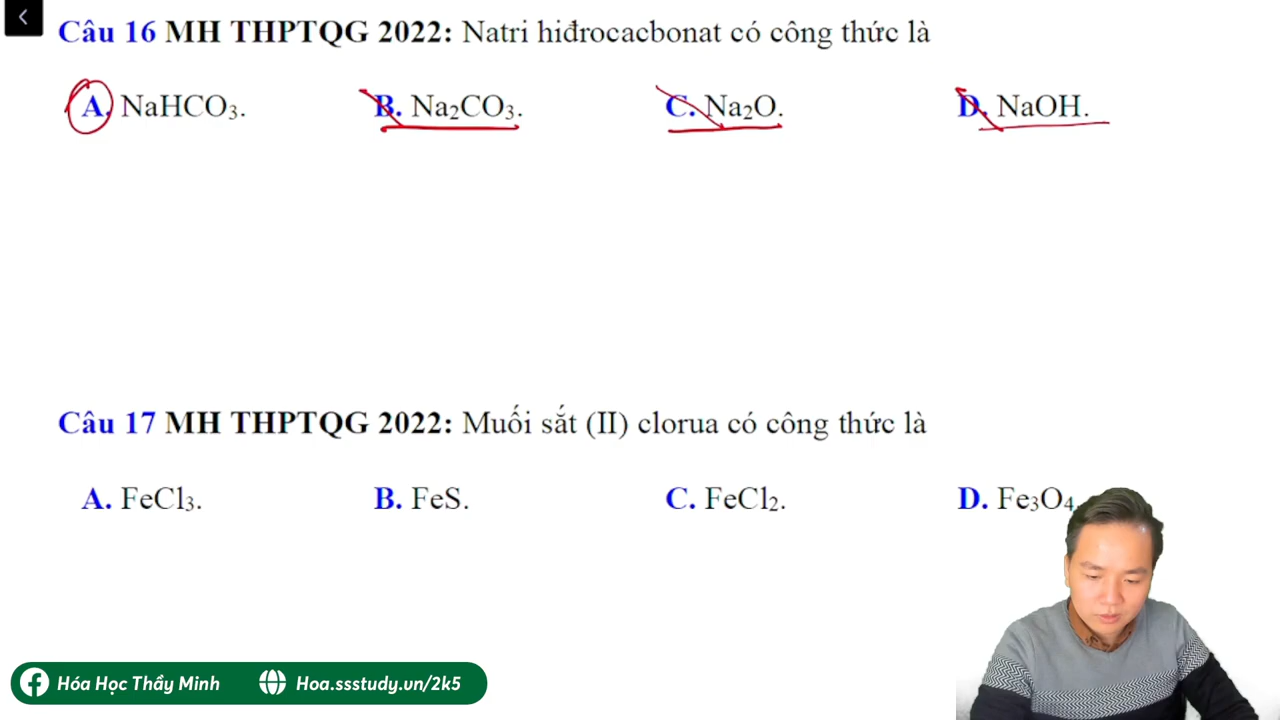 Câu 16 MH THPTQG 2022: Natri hiđrocacbonat có công thức là
A. NaHCO₃. B. Na₂CO₃. C. Na₂O. D. NaOH.
Câu 17 MH THPTQG 2022: Muối sắt (II) clorua có công thức là
A. FeCl₃. B. FeS. C. FeCl₂. D. Fe₃O₄.
Hóa Học Thầy Minh Hoa.ssstudy.vn/2k5